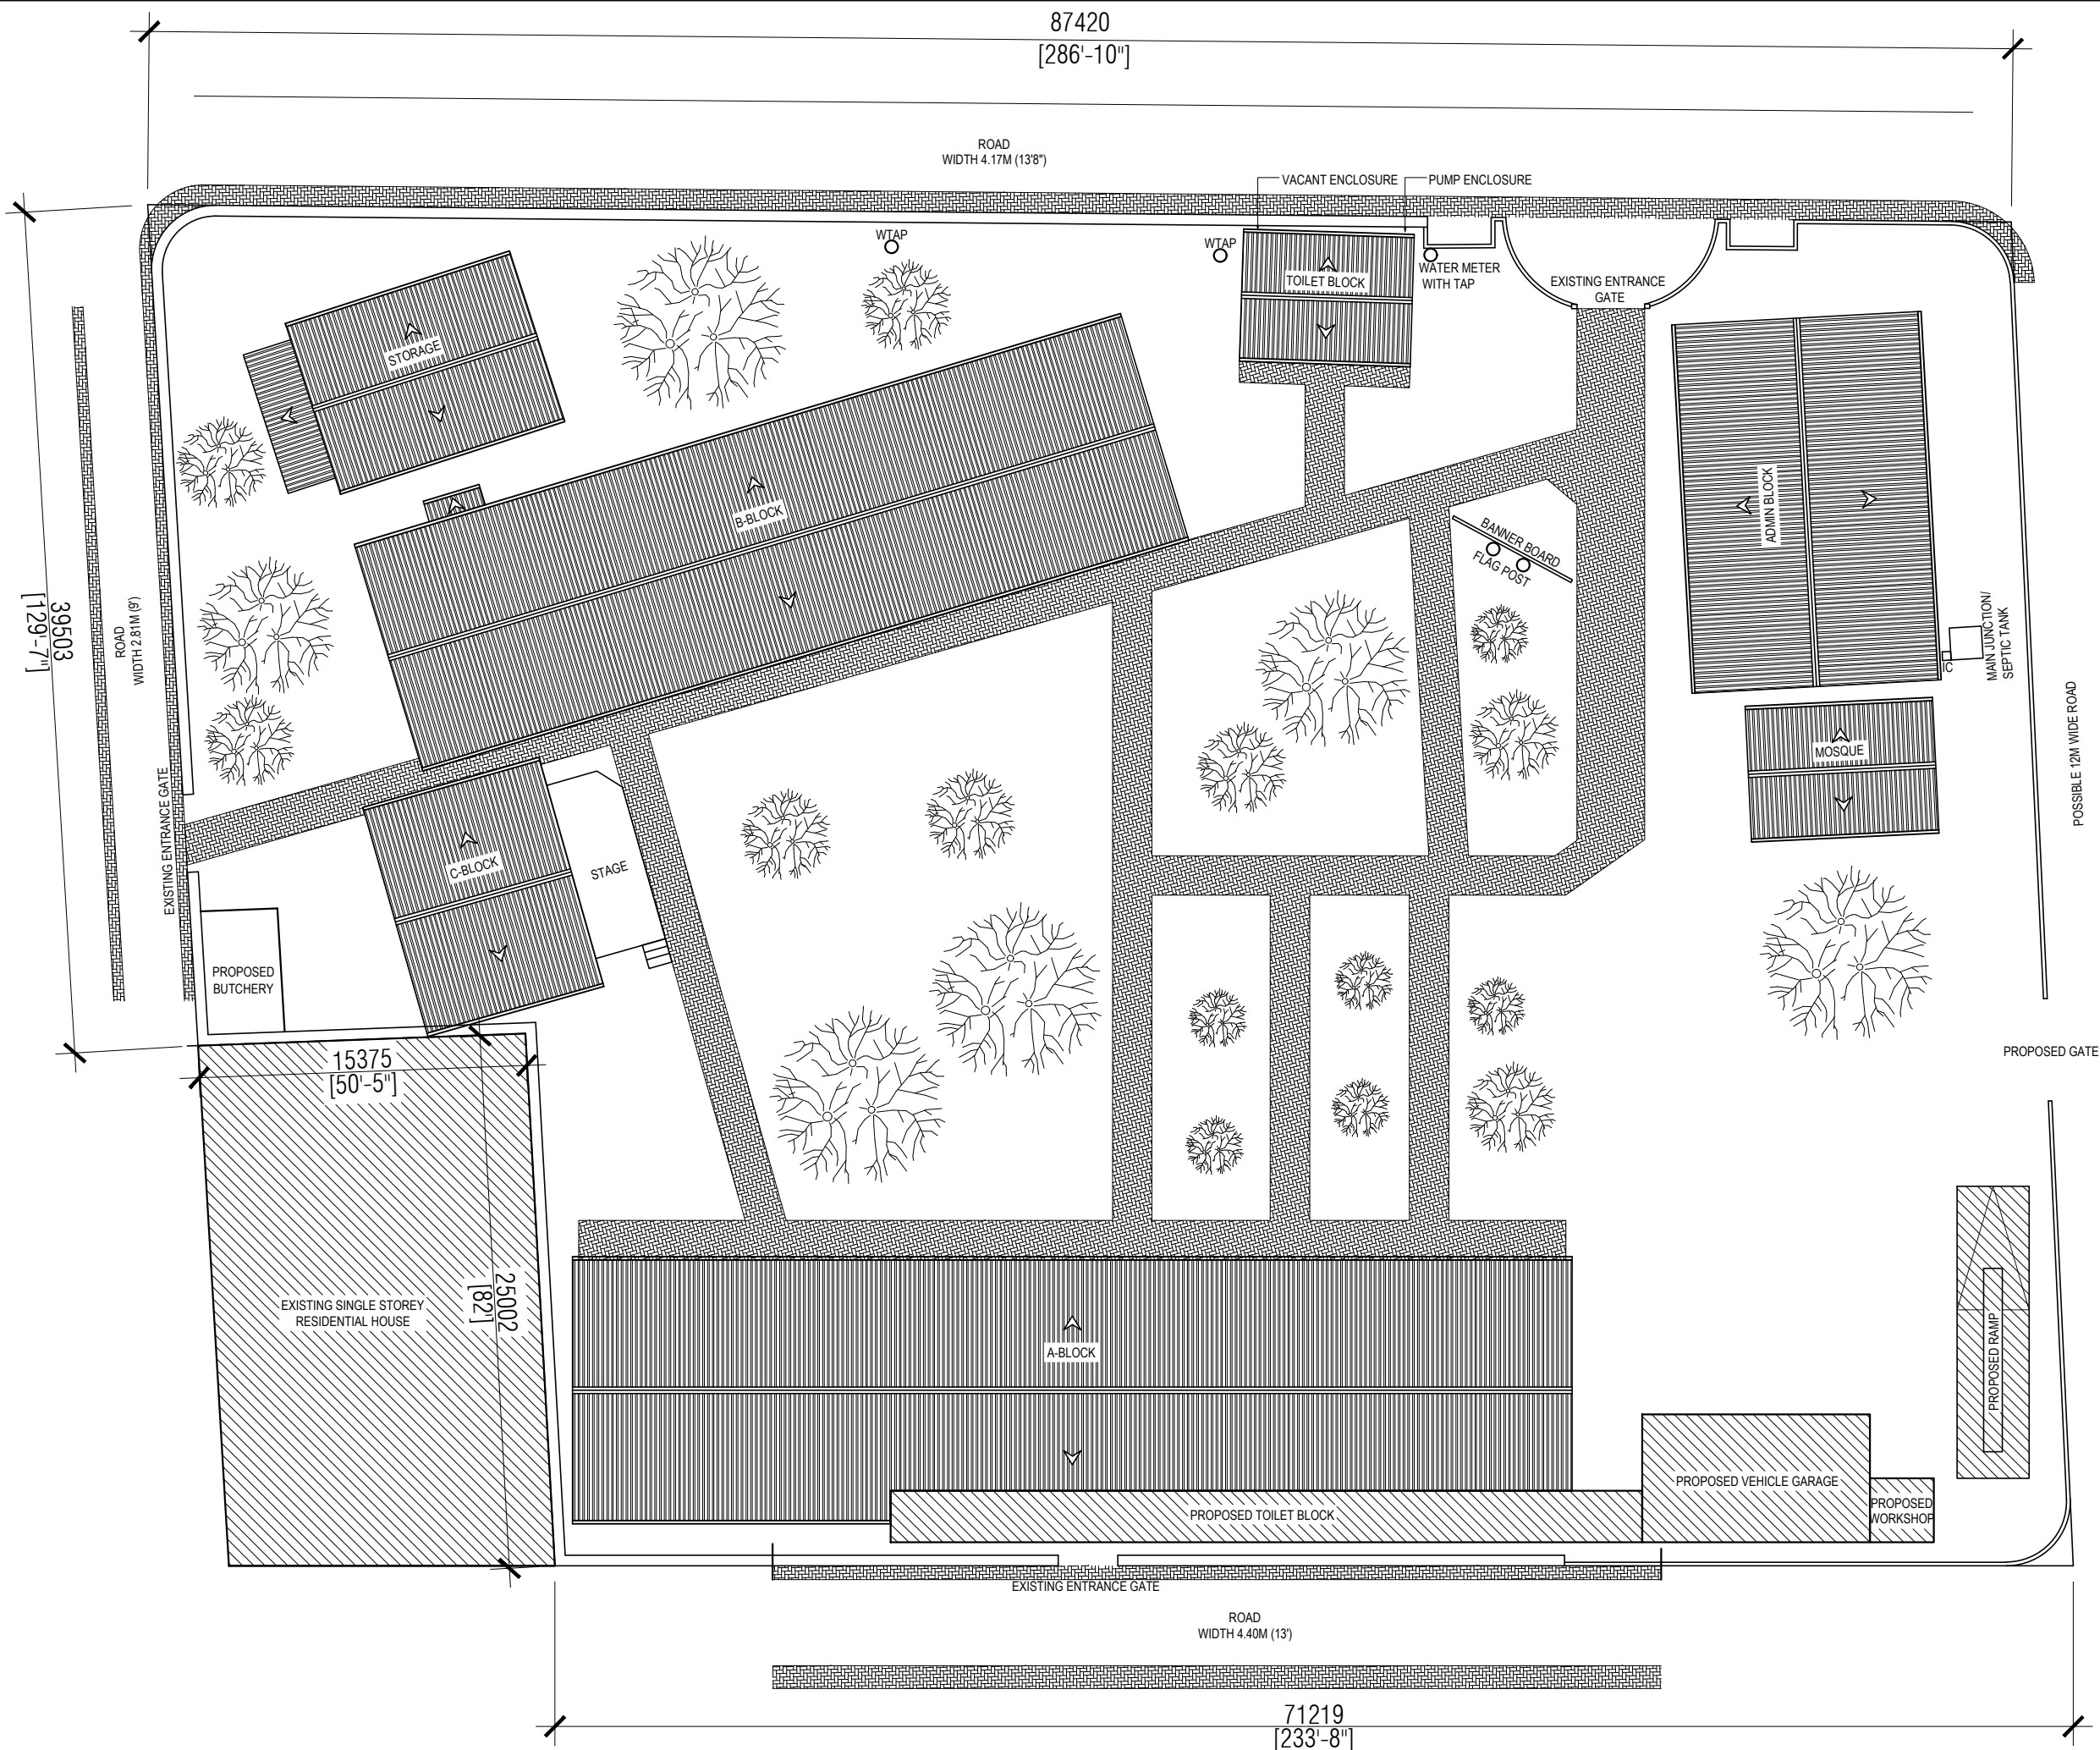 87420
[286'-10"]
ROAD
WIDTH 4.17M (13'8")
VACANT ENCLOSURE
PUMP ENCLOSURE
WTAP
WTAP
TOILET BLOCK
WATER METER
WITH TAP
EXISTING ENTRANCE
GATE
STORAGE
B-BLOCK
ADMIN BLOCK
BANNER BOARD
FLAG POST
39503
[129'-7"]
ROAD
WIDTH 2.81M (9')
MAIN JUNCTION/
SEPTIC TANK
IC
MOSQUE
POSSIBLE 12M WIDE ROAD
EXISTING ENTRANCE GATE
C-BLOCK
STAGE
PROPOSED
BUTCHERY
PROPOSED GATE
15375
[50'-5"]
25002
[82']
EXISTING SINGLE STOREY
RESIDENTIAL HOUSE
A-BLOCK
PROPOSED RAMP
PROPOSED VEHICLE GARAGE
PROPOSED
WORKSHOP
PROPOSED TOILET BLOCK
EXISTING ENTRANCE GATE
ROAD
WIDTH 4.40M (13')
71219
[233'-8"]